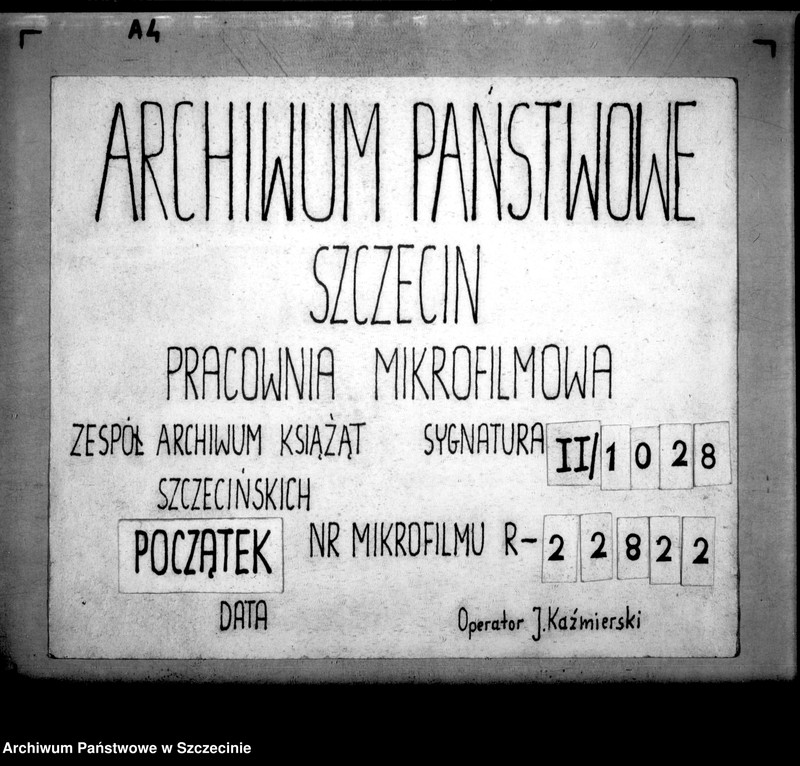 A4
ARCHIWUM PAŃSTWOWE
SZCZECIN
PRACOWNIA MIKROFILMOWA
ZESPÓŁ ARCHIWUM KSIĄŻĄT SYGNATURA II/1028
SZCZECIŃSKICH
POCZĄTEK NR MIKROFILMU R-22822
DATA Operator J. Kaźmierski
Archiwum Państwowe w Szczecinie